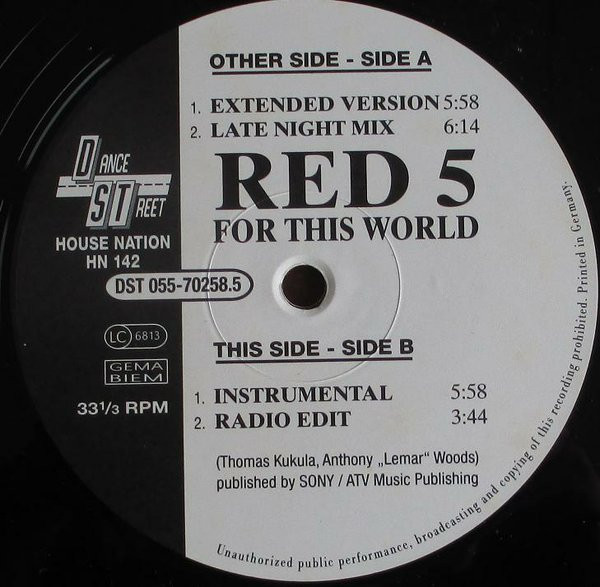 OTHER SIDE - SIDE A
1. EXTENDED VERSION 5:58
2. LATE NIGHT MIX 6:14
RED 5
FOR THIS WORLD
DANCE
STREET
HOUSE NATION
HN 142
DST 055-70258.5
LC 6813
GEMA
BIEM
33 1/3 RPM
THIS SIDE - SIDE B
1. INSTRUMENTAL 5:58
2. RADIO EDIT 3:44
(Thomas Kukula, Anthony „Lemar“ Woods)
published by SONY / ATV Music Publishing
Unauthorized public performance, broadcasting and copying of this recording prohibited. Printed in Germany.